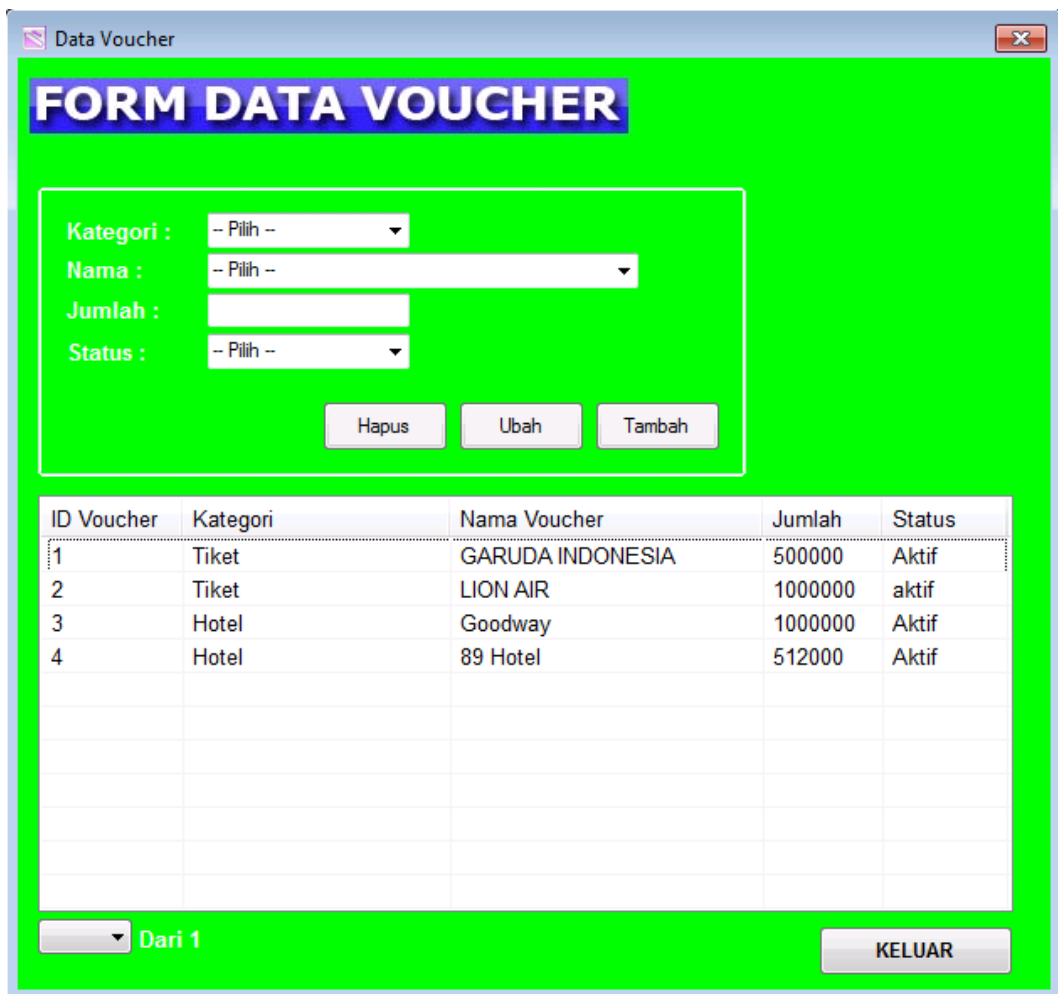 Data Voucher
FORM DATA VOUCHER
Kategori : -- Pilih --
Nama : -- Pilih --
Jumlah :
Status : -- Pilih --
Hapus Ubah Tambah
ID Voucher Kategori Nama Voucher Jumlah Status
1 Tiket GARUDA INDONESIA 500000 Aktif
2 Tiket LION AIR 1000000 aktif
3 Hotel Goodway 1000000 Aktif
4 Hotel 89 Hotel 512000 Aktif
Dari 1
KELUAR